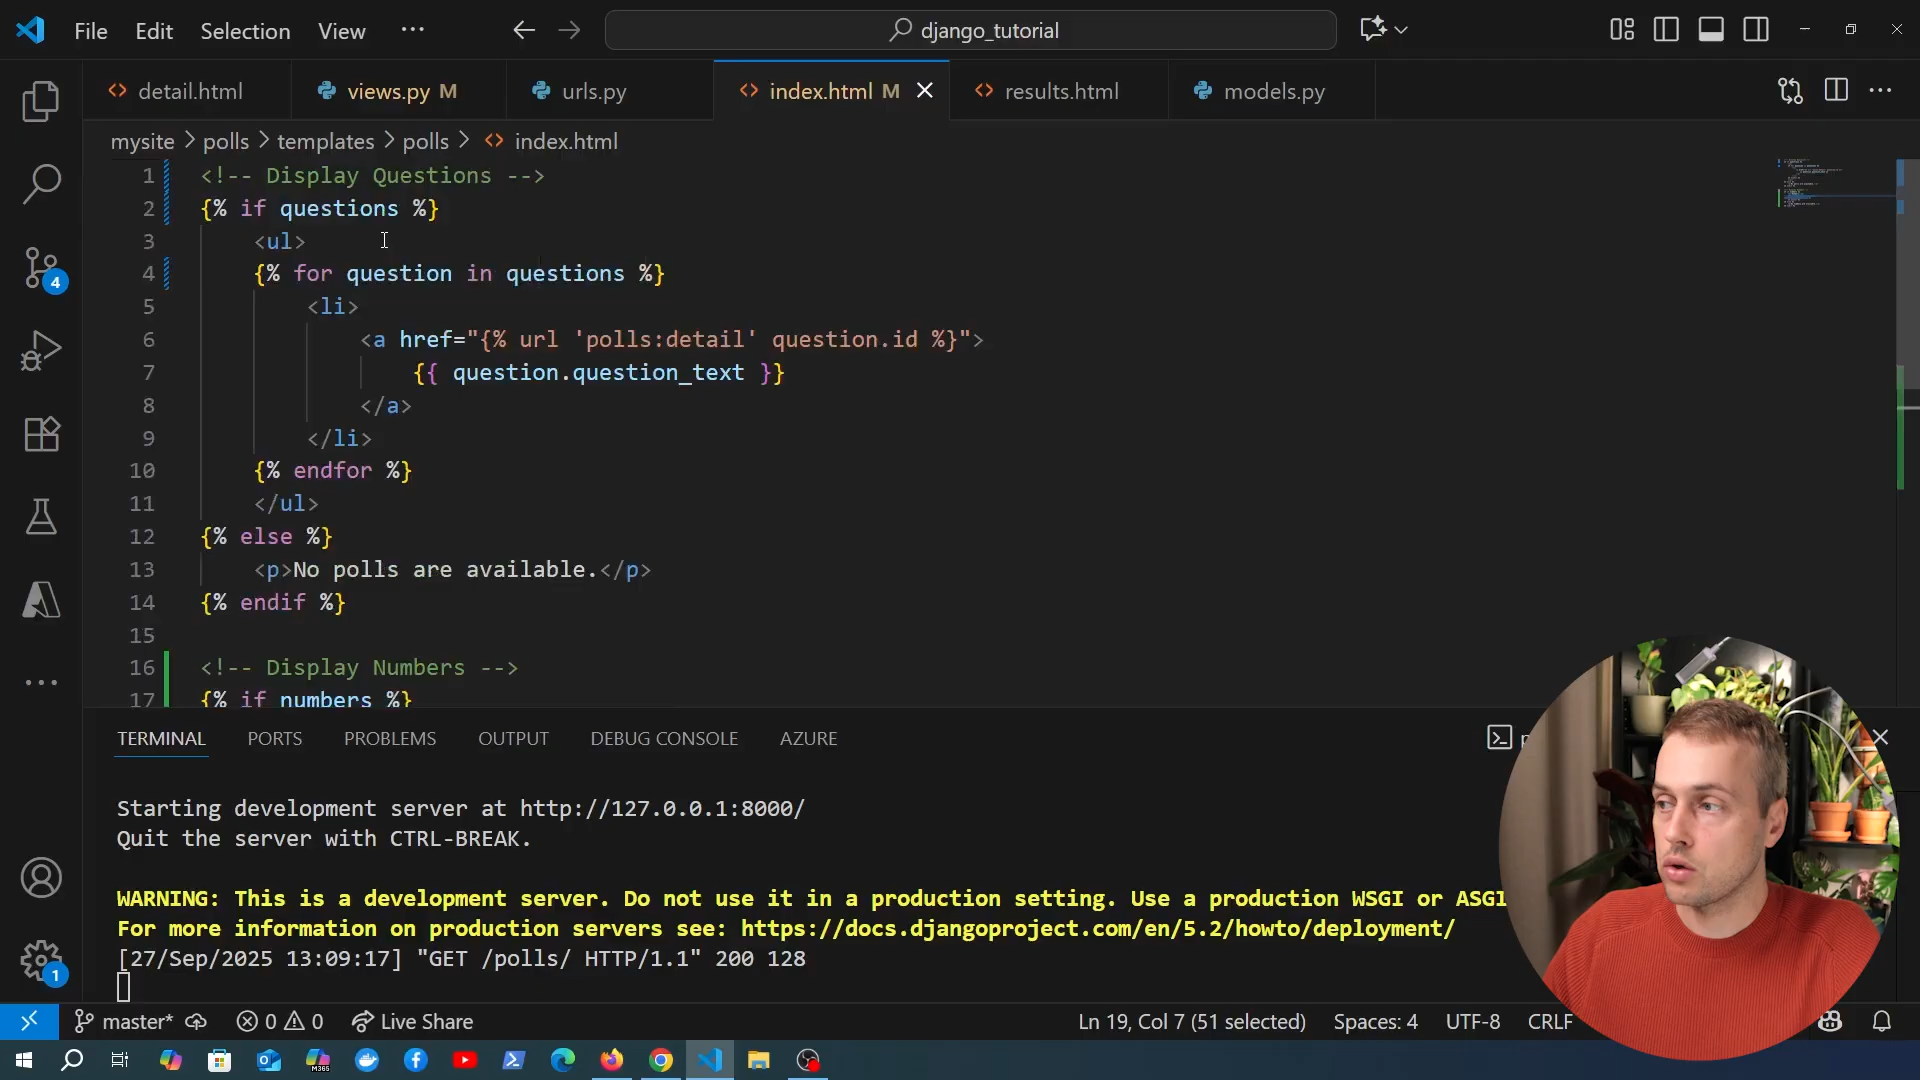 File Edit Selection View ··· django_tutorial
detail.html views.py M urls.py index.html M results.html models.py
mysite > polls > templates > polls > index.html
1 <!-- Display Questions -->
2 {% if questions %}
3 <ul>
4 {% for question in questions %}
5 <li>
6 <a href="{% url 'polls:detail' question.id %}">
7 {{ question.question_text }}
8 </a>
9 </li>
10 {% endfor %}
11 </ul>
12 {% else %}
13 <p>No polls are available.</p>
14 {% endif %}
15
16 <!-- Display Numbers -->
17 {% if numbers %}
4
TERMINAL PORTS PROBLEMS OUTPUT DEBUG CONSOLE AZURE
Starting development server at http://127.0.0.1:8000/
Quit the server with CTRL-BREAK.
WARNING: This is a development server. Do not use it in a production setting. Use a production WSGI or ASGI
For more information on production servers see: https://docs.djangoproject.com/en/5.2/howto/deployment/
[27/Sep/2025 13:09:17] "GET /polls/ HTTP/1.1" 200 128
1
master* 0 0 Live Share Ln 19, Col 7 (51 selected) Spaces: 4 UTF-8 CRLF
M365